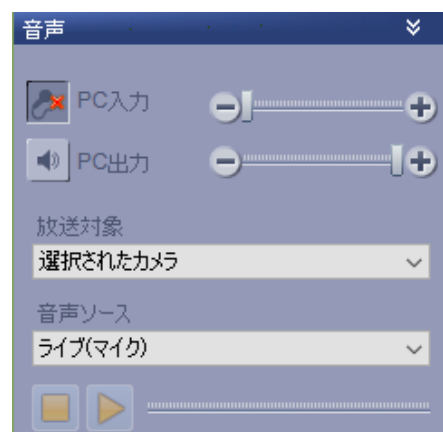 音声
PC入力
PC出力
放送対象
選択されたカメラ
音声ソース
ライブ(マイク)